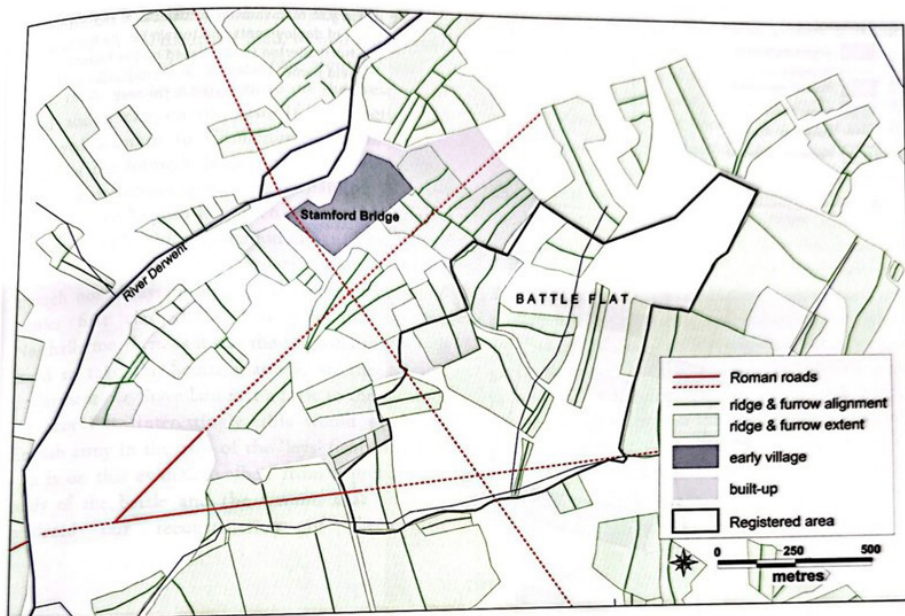 Stamford Bridge
River Derwent
BATTLE FLAT
Roman roads
ridge & furrow alignment
ridge & furrow extent
early village
built-up
Registered area
0 250 500
metres